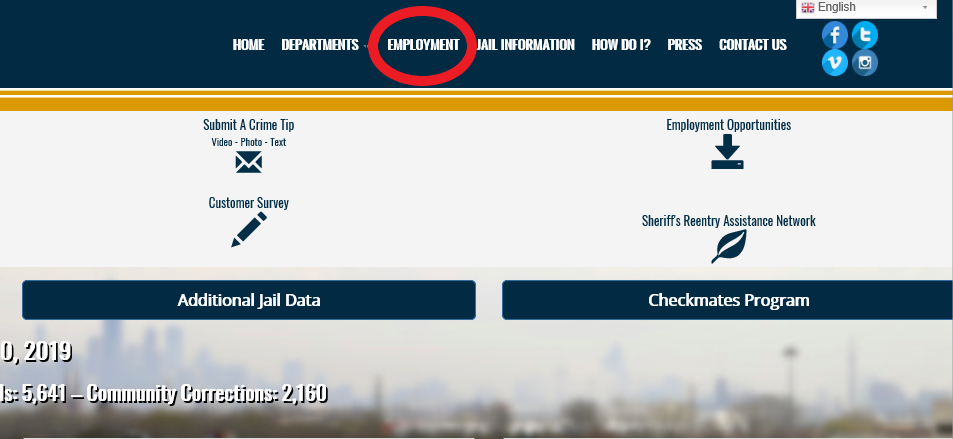 English
HOME DEPARTMENTS EMPLOYMENT JAIL INFORMATION HOW DO I? PRESS CONTACT US
Submit A Crime Tip
Video - Photo - Text
Employment Opportunities
Customer Survey
Sheriff's Reentry Assistance Network
Additional Jail Data
Checkmates Program
0, 2019
ls: 5,641 – Community Corrections: 2,160